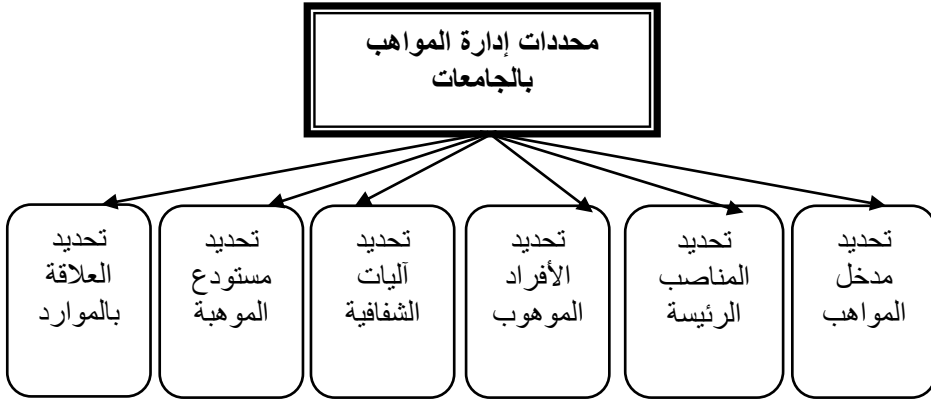 محددات إدارة المواهب
بالجامعات
تحديد
مدخل
المواهب
تحديد
المناصب
الرئيسة
تحديد
الأفراد
الموهوب
تحديد
آليات
الشفافية
تحديد
مستودع
الموهبة
تحديد
العلاقة
بالموارد